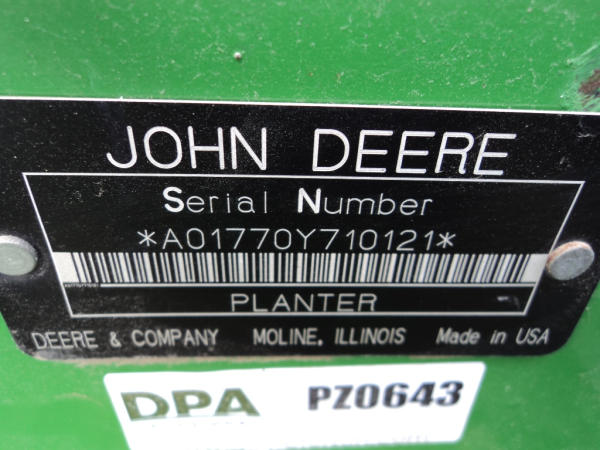 JOHN DEERE
Serial Number
*A01770Y710121*
PLANTER
DEERE & COMPANY MOLINE, ILLINOIS Made in USA
DPA PZ0643